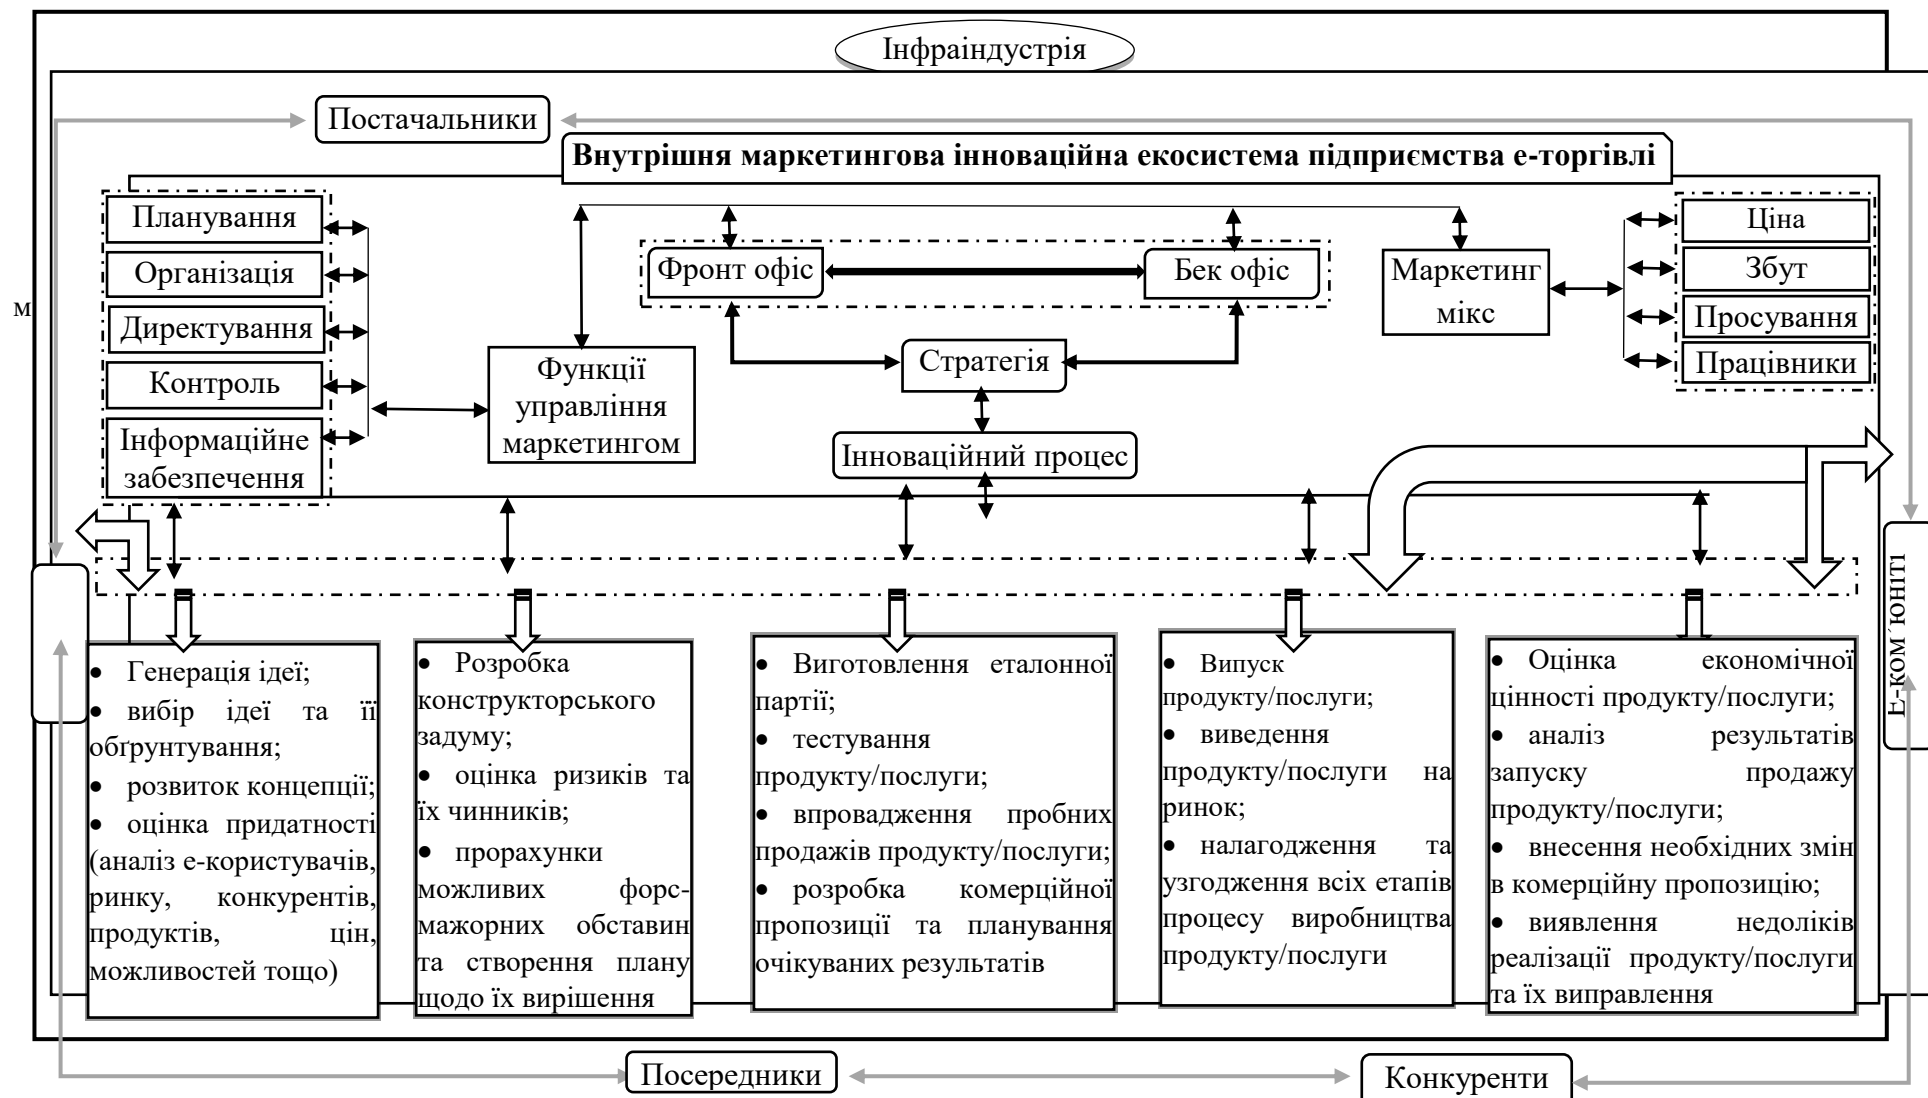 Інфраіндустрія
Постачальники
Внутрішня маркетингова інноваційна екосистема підприємства е-торгівлі
Планування
Організація
Директування
Контроль
Інформаційне
забезпечення
м
Функції
управління
маркетингом
Фронт офіс
Бек офіс
Стратегія
Інноваційний процес
Маркетинг
мікс
Ціна
Збут
Просування
Працівники
Е-ком´юніті
• Генерація ідеї;
• вибір ідеї та її
обґрунтування;
• розвиток концепції;
• оцінка придатності
(аналіз е-користувачів,
ринку, конкурентів,
продуктів, цін,
можливостей тощо)
• Розробка
конструкторського
задуму;
• оцінка ризиків та
їх чинників;
• прорахунки
можливих форс-
мажорних обставин
та створення плану
щодо їх вирішення
• Виготовлення еталонної
партії;
• тестування
продукту/послуги;
• впровадження пробних
продажів продукту/послуги;
• розробка комерційної
пропозиції та планування
очікуваних результатів
• Випуск
продукту/послуги;
• виведення
продукту/послуги на
ринок;
• налагодження та
узгодження всіх етапів
процесу виробництва
продукту/послуги
• Оцінка економічної
цінності продукту/послуги;
• аналіз результатів
запуску продажу
продукту/послуги;
• внесення необхідних змін
в комерційну пропозицію;
• виявлення недоліків
реалізації продукту/послуги
та їх виправлення
Посередники
Конкуренти